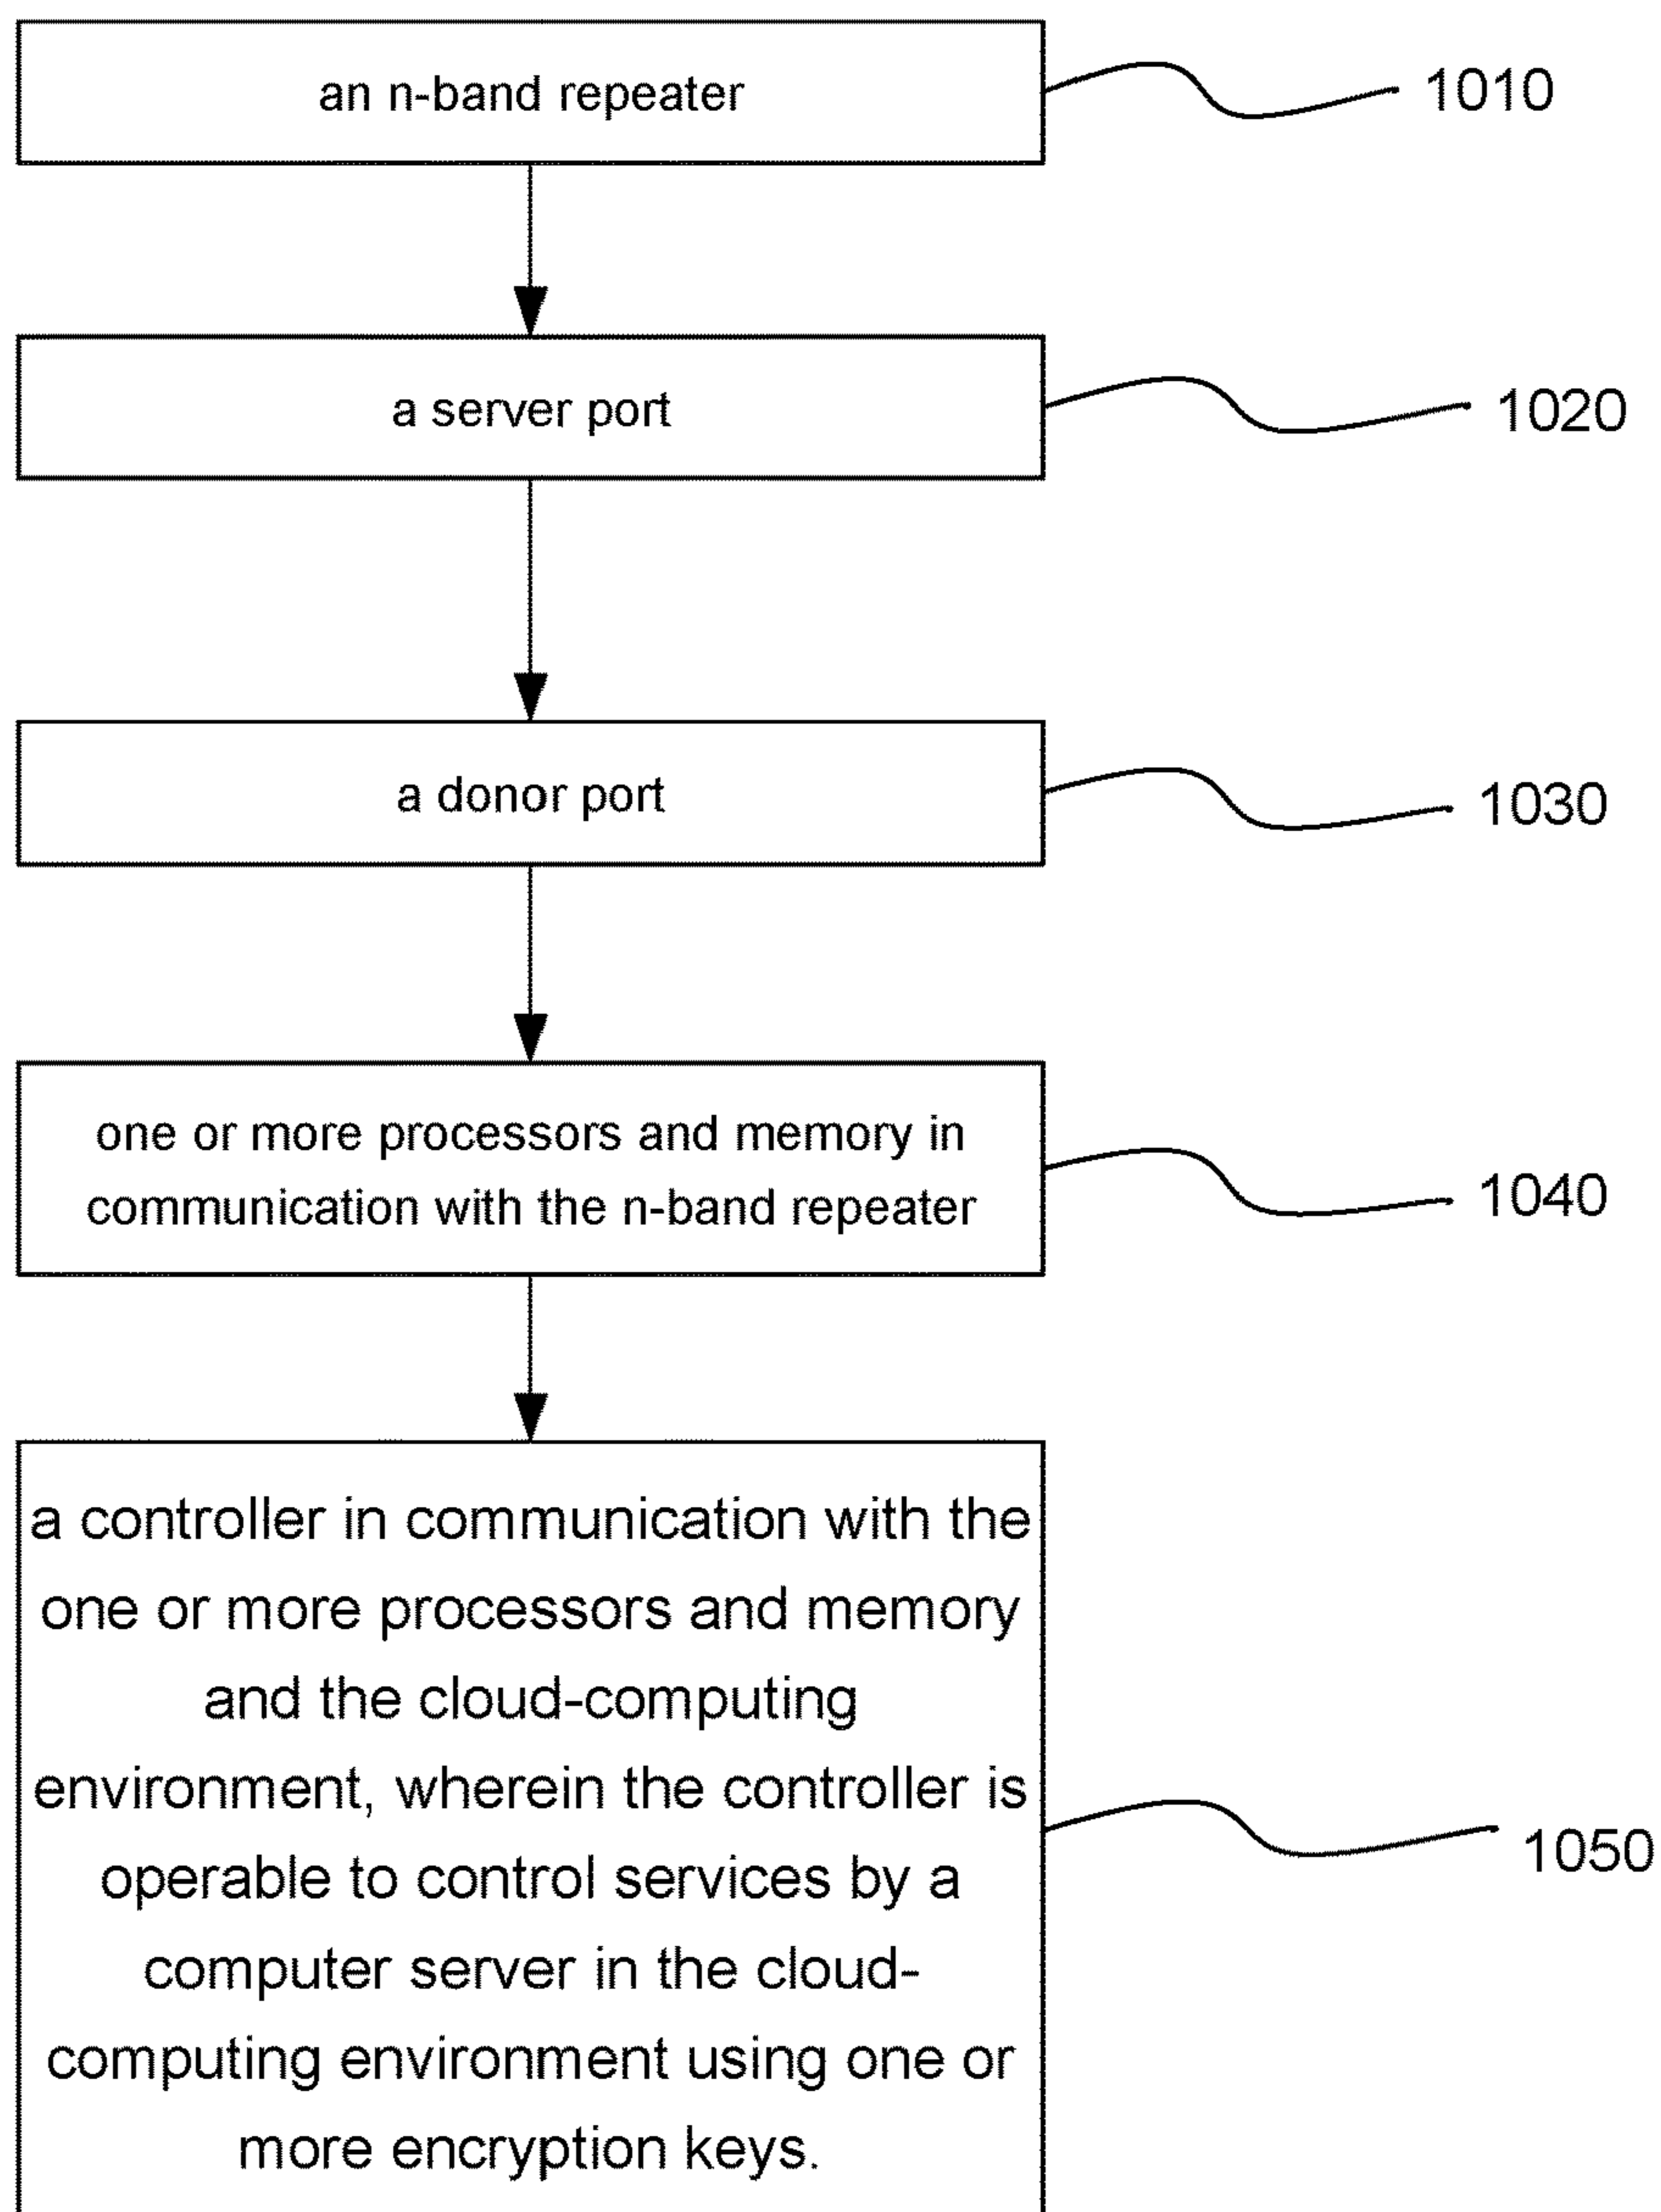 an n-band repeater
1010
a server port
1020
a donor port
1030
one or more processors and memory in
communication with the n-band repeater
1040
a controller in communication with the
one or more processors and memory
and the cloud-computing
environment, wherein the controller is
operable to control services by a
computer server in the cloud-
computing environment using one or
more encryption keys.
1050